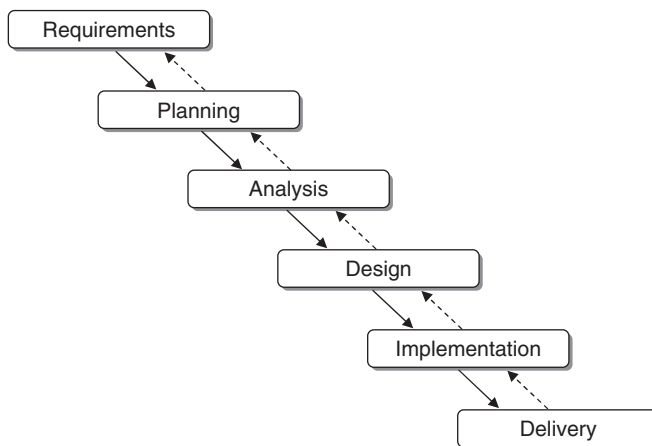 Requirements
Planning
Analysis
Design
Implementation
Delivery